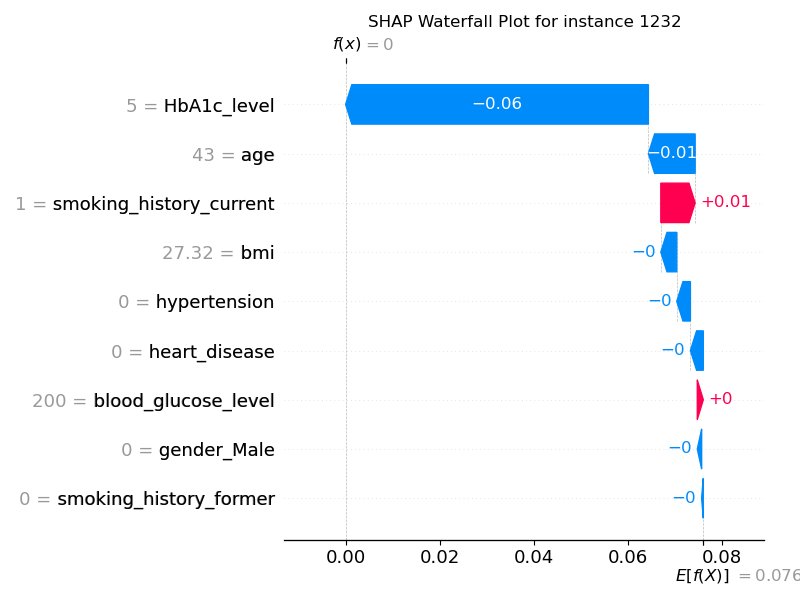 SHAP Waterfall Plot for instance 1232
f(x) = 0
5 = HbA1c_level −0.06
43 = age −0.01
1 = smoking_history_current +0.01
27.32 = bmi −0
0 = hypertension −0
0 = heart_disease −0
200 = blood_glucose_level +0
0 = gender_Male −0
0 = smoking_history_former −0
0.00 0.02 0.04 0.06 0.08
E[f(X)] = 0.076